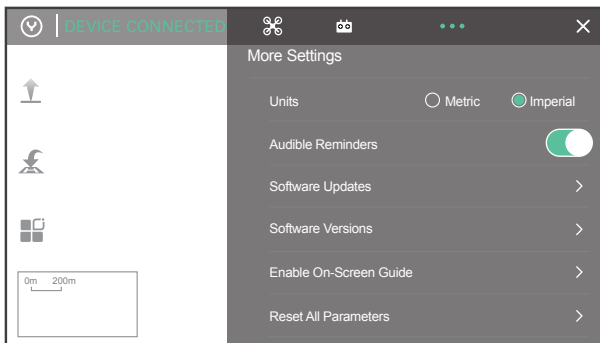 DEVICE CONNECTED
More Settings
Units Metric Imperial
Audible Reminders
Software Updates
Software Versions
Enable On-Screen Guide
Reset All Parameters
0m 200m